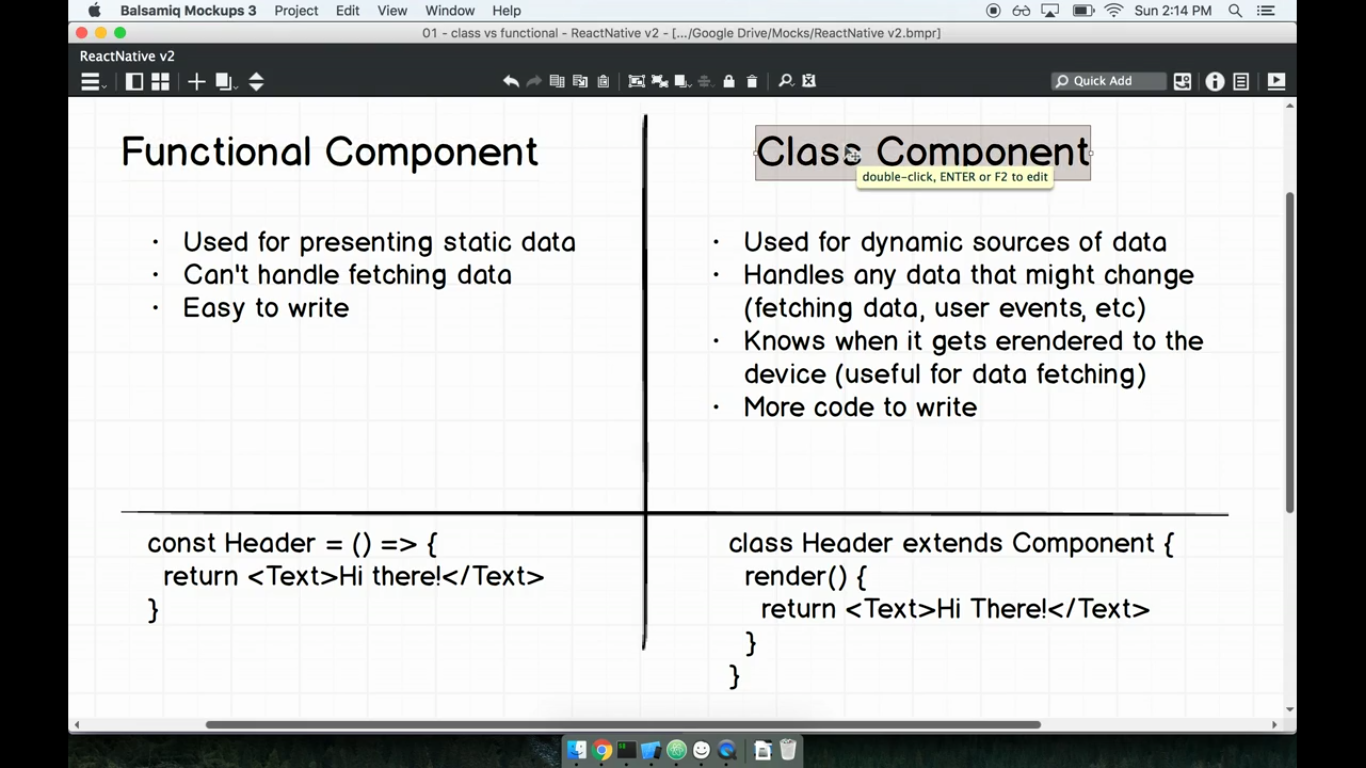 Balsamiq Mockups 3 Project Edit View Window Help Sun 2:14 PM
01 - class vs functional - ReactNative v2 - [.../Google Drive/Mocks/ReactNative v2.bmpr]
ReactNative v2
Quick Add
Functional Component
· Used for presenting static data
· Can't handle fetching data
· Easy to write
Class Component
double-click, ENTER or F2 to edit
· Used for dynamic sources of data
· Handles any data that might change
(fetching data, user events, etc)
· Knows when it gets erendered to the
device (useful for data fetching)
· More code to write
const Header = () => {
return <Text>Hi there!</Text>
}
class Header extends Component {
render() {
return <Text>Hi There!</Text>
}
}